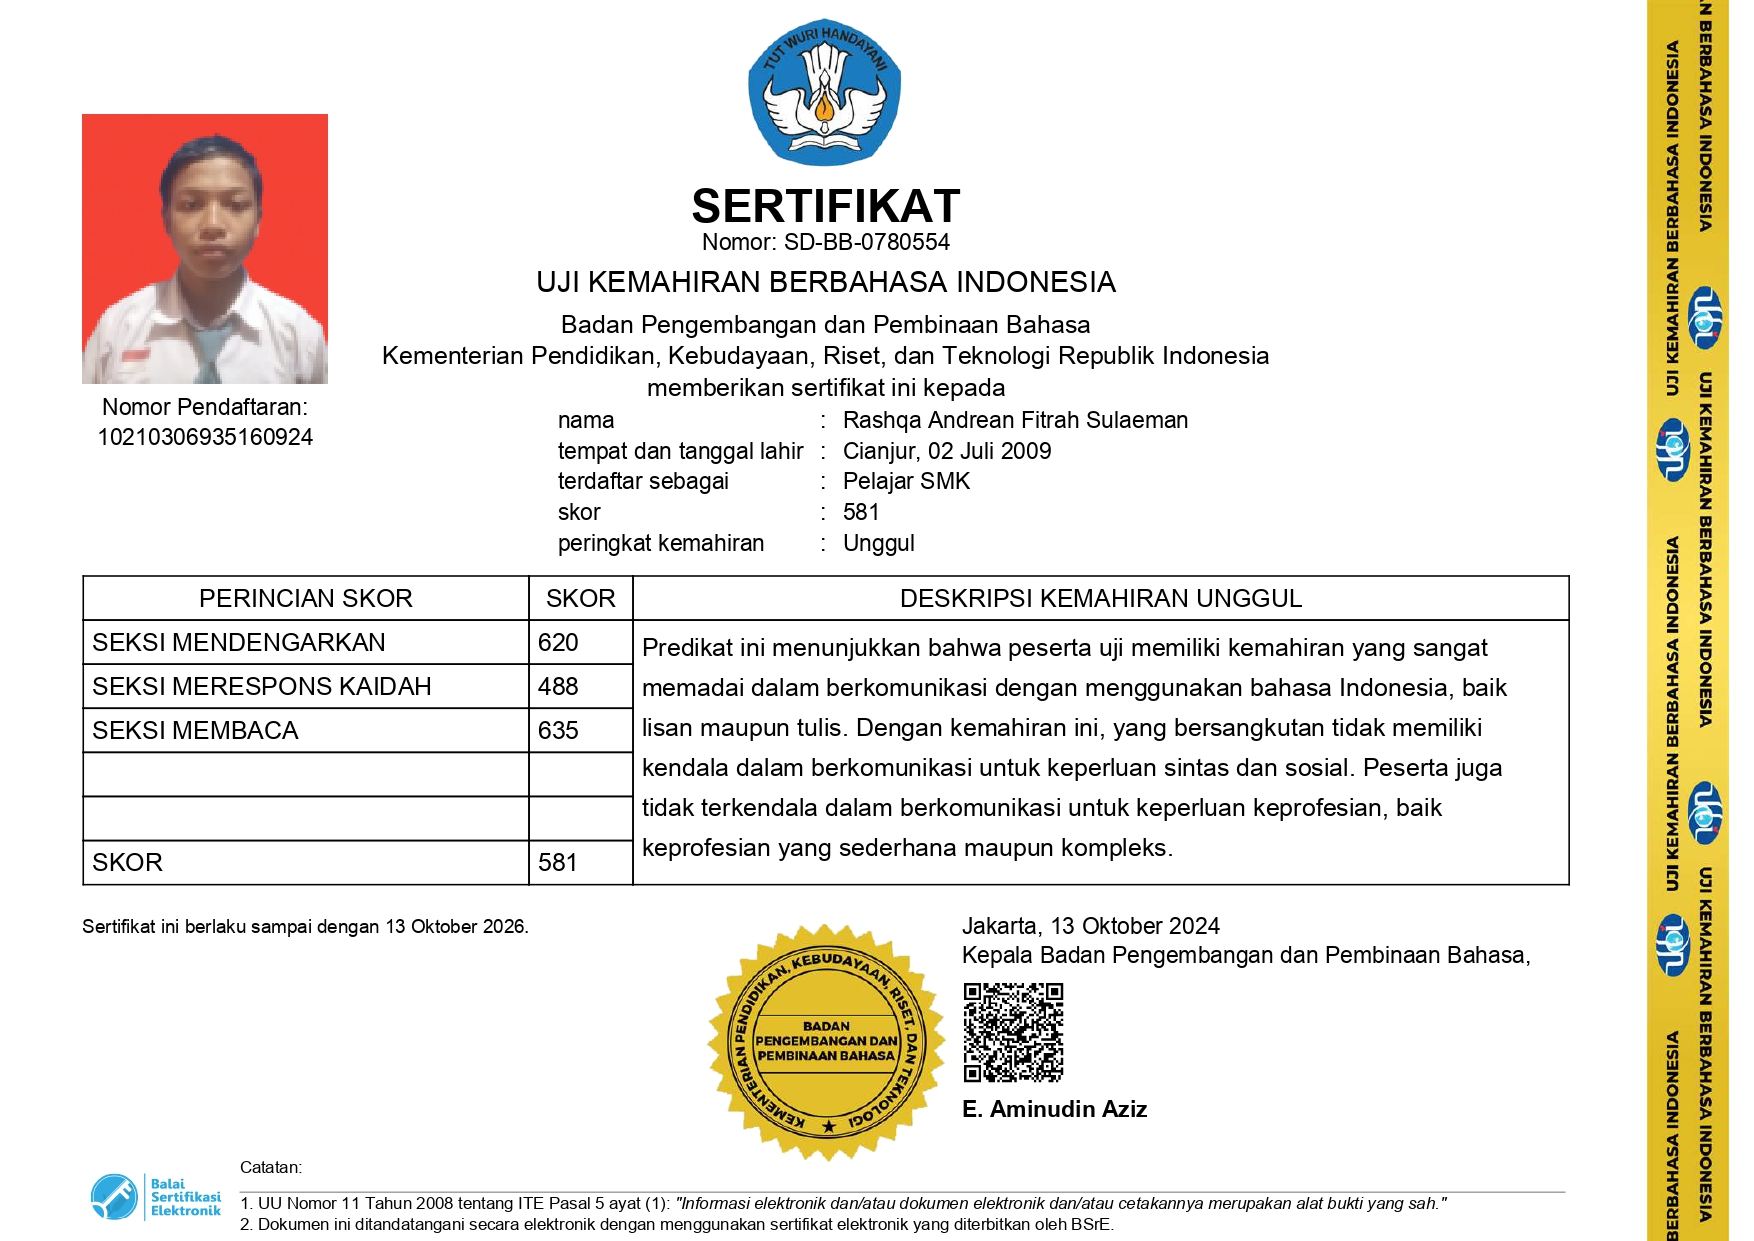 TUT WURI HANDAYANI
SERTIFIKAT
Nomor: SD-BB-0780554
UJI KEMAHIRAN BERBAHASA INDONESIA
Badan Pengembangan dan Pembinaan Bahasa
Kementerian Pendidikan, Kebudayaan, Riset, dan Teknologi Republik Indonesia
memberikan sertifikat ini kepada
Nomor Pendaftaran:
10210306935160924
nama : Rashqa Andrean Fitrah Sulaeman
tempat dan tanggal lahir : Cianjur, 02 Juli 2009
terdaftar sebagai : Pelajar SMK
skor : 581
peringkat kemahiran : Unggul
PERINCIAN SKOR SKOR DESKRIPSI KEMAHIRAN UNGGUL
SEKSI MENDENGARKAN 620
SEKSI MERESPONS KAIDAH 488
SEKSI MEMBACA 635
SKOR 581
Predikat ini menunjukkan bahwa peserta uji memiliki kemahiran yang sangat
memadai dalam berkomunikasi dengan menggunakan bahasa Indonesia, baik
lisan maupun tulis. Dengan kemahiran ini, yang bersangkutan tidak memiliki
kendala dalam berkomunikasi untuk keperluan sintas dan sosial. Peserta juga
tidak terkendala dalam berkomunikasi untuk keperluan keprofesian, baik
keprofesian yang sederhana maupun kompleks.
Sertifikat ini berlaku sampai dengan 13 Oktober 2026.
Jakarta, 13 Oktober 2024
Kepala Badan Pengembangan dan Pembinaan Bahasa,
E. Aminudin Aziz
KEMENTERIAN PENDIDIKAN, KEBUDAYAAN, RISET, DAN TEKNOLOGI
BADAN
PENGEMBANGAN DAN
PEMBINAAN BAHASA
Balai
Sertifikasi
Elektronik
Catatan:
1. UU Nomor 11 Tahun 2008 tentang ITE Pasal 5 ayat (1): "Informasi elektronik dan/atau dokumen elektronik dan/atau cetakannya merupakan alat bukti yang sah."
2. Dokumen ini ditandatangani secara elektronik dengan menggunakan sertifikat elektronik yang diterbitkan oleh BSrE.
UJI KEMAHIRAN BERBAHASA INDONESIA
ukbi
UJI KEMAHIRAN BERBAHASA INDONESIA
ukbi
BERBAHASA INDONESIA
N BERBAHASA INDONESIA
ukbi
UJI KEMAHIRAN BERBAHASA INDONESIA
ukbi
UJI KEMAHIRAN BERBAHASA INDONESIA